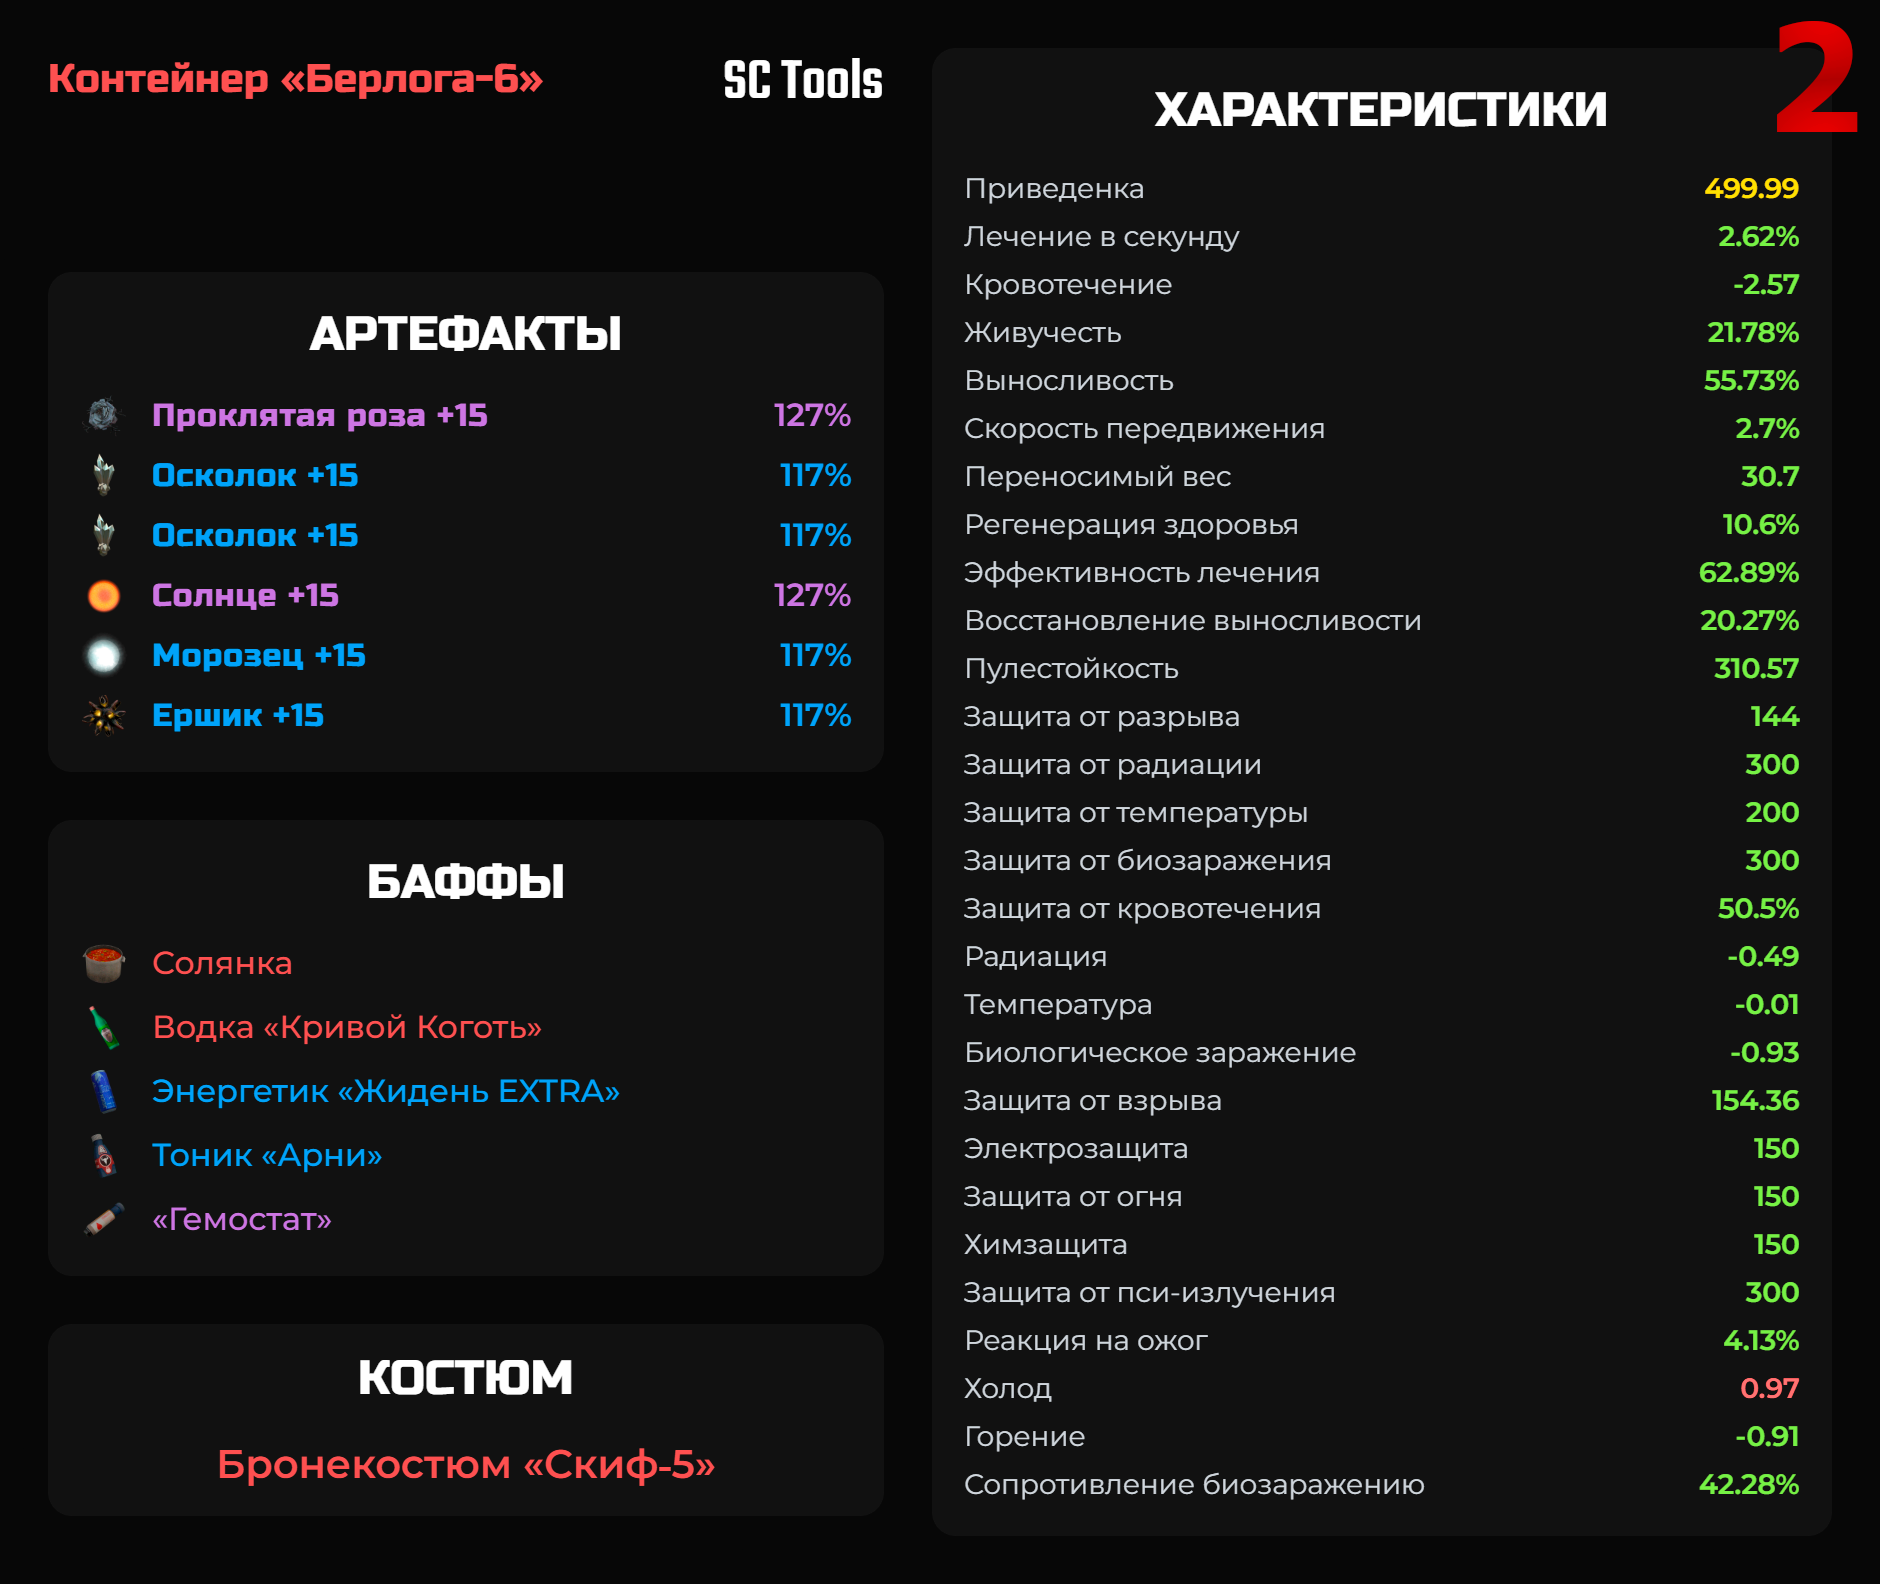 Контейнер «Берлога-6»
SC Tools
АРТЕФАКТЫ
Проклятая роза +15 127%
Осколок +15 117%
Осколок +15 117%
Солнце +15 127%
Морозец +15 117%
Ершик +15 117%
БАФФЫ
Солянка
Водка «Кривой Коготь»
Энергетик «Жидень EXTRA»
Тоник «Арни»
«Гемостат»
КОСТЮМ
Бронекостюм «Скиф-5»
2
ХАРАКТЕРИСТИКИ
Приведенка 499.99
Лечение в секунду 2.62%
Кровотечение -2.57
Живучесть 21.78%
Выносливость 55.73%
Скорость передвижения 2.7%
Переносимый вес 30.7
Регенерация здоровья 10.6%
Эффективность лечения 62.89%
Восстановление выносливости 20.27%
Пулестойкость 310.57
Защита от разрыва 144
Защита от радиации 300
Защита от температуры 200
Защита от биозаражения 300
Защита от кровотечения 50.5%
Радиация -0.49
Температура -0.01
Биологическое заражение -0.93
Защита от взрыва 154.36
Электрозащита 150
Защита от огня 150
Химзащита 150
Защита от пси-излучения 300
Реакция на ожог 4.13%
Холод 0.97
Горение -0.91
Сопротивление биозаражению 42.28%